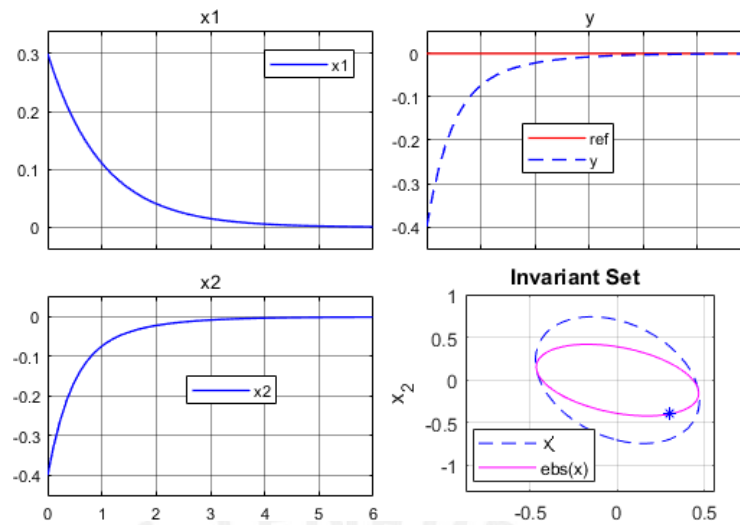 x1
0.3
0.2
0.1
0
x1
y
0
-0.1
-0.2
-0.3
-0.4
ref
y
x2
0
-0.1
-0.2
-0.3
-0.4
x2
0 1 2 3 4 5 6
Invariant Set
1
0.5
0
-0.5
-1
x2
X
ebs(x)
-0.5 0 0.5